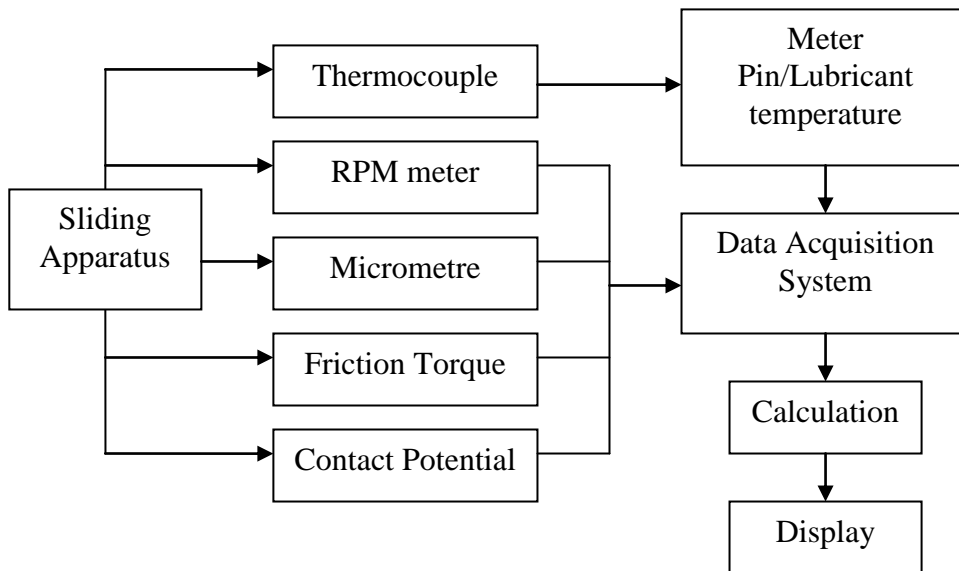 Thermocouple
Meter
Pin/Lubricant
temperature
RPM meter
Sliding
Apparatus
Micrometre
Data Acquisition
System
Friction Torque
Calculation
Contact Potential
Display